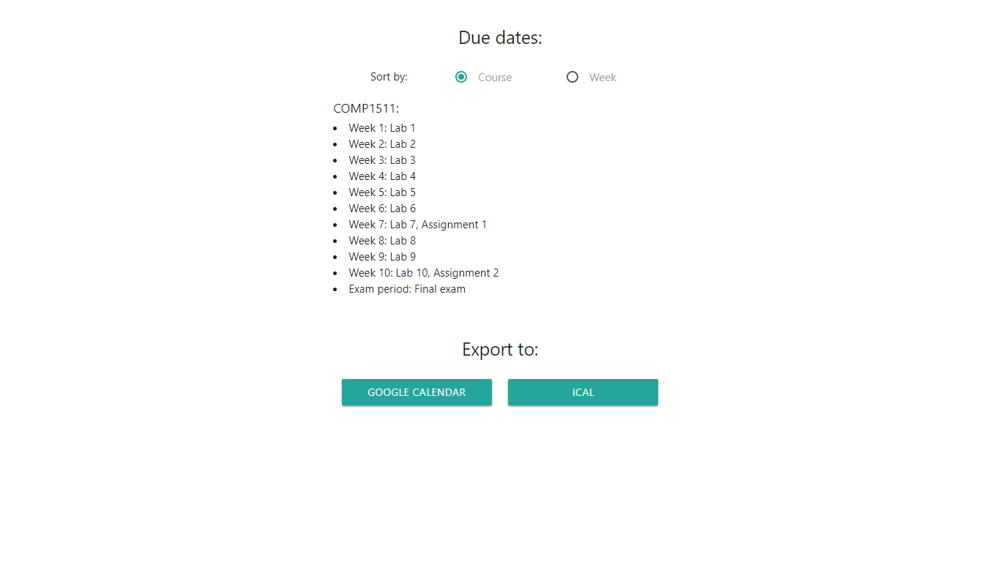 Due dates:
Sort by: Course Week
COMP1511:
Week 1: Lab 1
Week 2: Lab 2
Week 3: Lab 3
Week 4: Lab 4
Week 5: Lab 5
Week 6: Lab 6
Week 7: Lab 7, Assignment 1
Week 8: Lab 8
Week 9: Lab 9
Week 10: Lab 10, Assignment 2
Exam period: Final exam
Export to:
GOOGLE CALENDAR ICAL